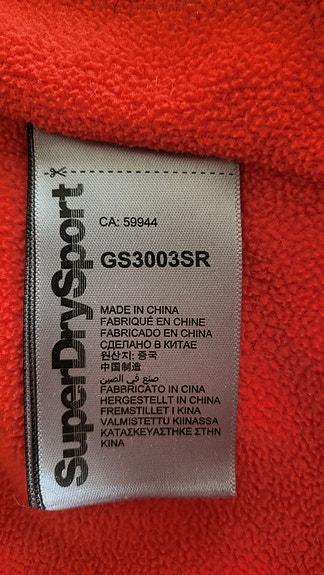 SuperDrySport
CA: 59944
GS3003SR
MADE IN CHINA
FABRIQUÉ EN CHINE
FABRICADO EN CHINA
СДЕЛАНО В КИТАЕ
원산지: 중국
中国制造
صنع في الصين
FABBRICATO IN CINA
HERGESTELLT IN CHINA
FREMSTILLET I KINA
VALMISTETTU KIINASSA
ΚΑΤΑΣΚΕΥΑΣΤΗΚΕ ΣΤΗΝ
ΚΙΝΑ